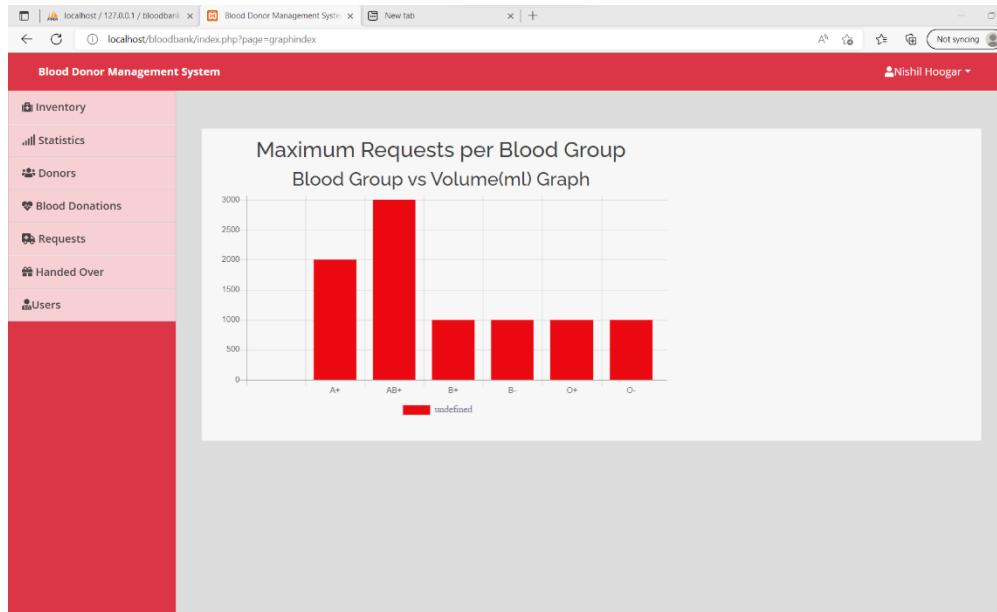 localhost / 127.0.0.1 / bloodbank
Blood Donor Management Syste
New tab
localhost/bloodbank/index.php?page=graphindex
Not syncing
Blood Donor Management System
Nishil Hoogar
Inventory
Statistics
Donors
Blood Donations
Requests
Handed Over
Users
Maximum Requests per Blood Group
Blood Group vs Volume(ml) Graph
3000
2500
2000
1500
1000
500
0
A+ AB+ B+ B- O+ O-
undefined